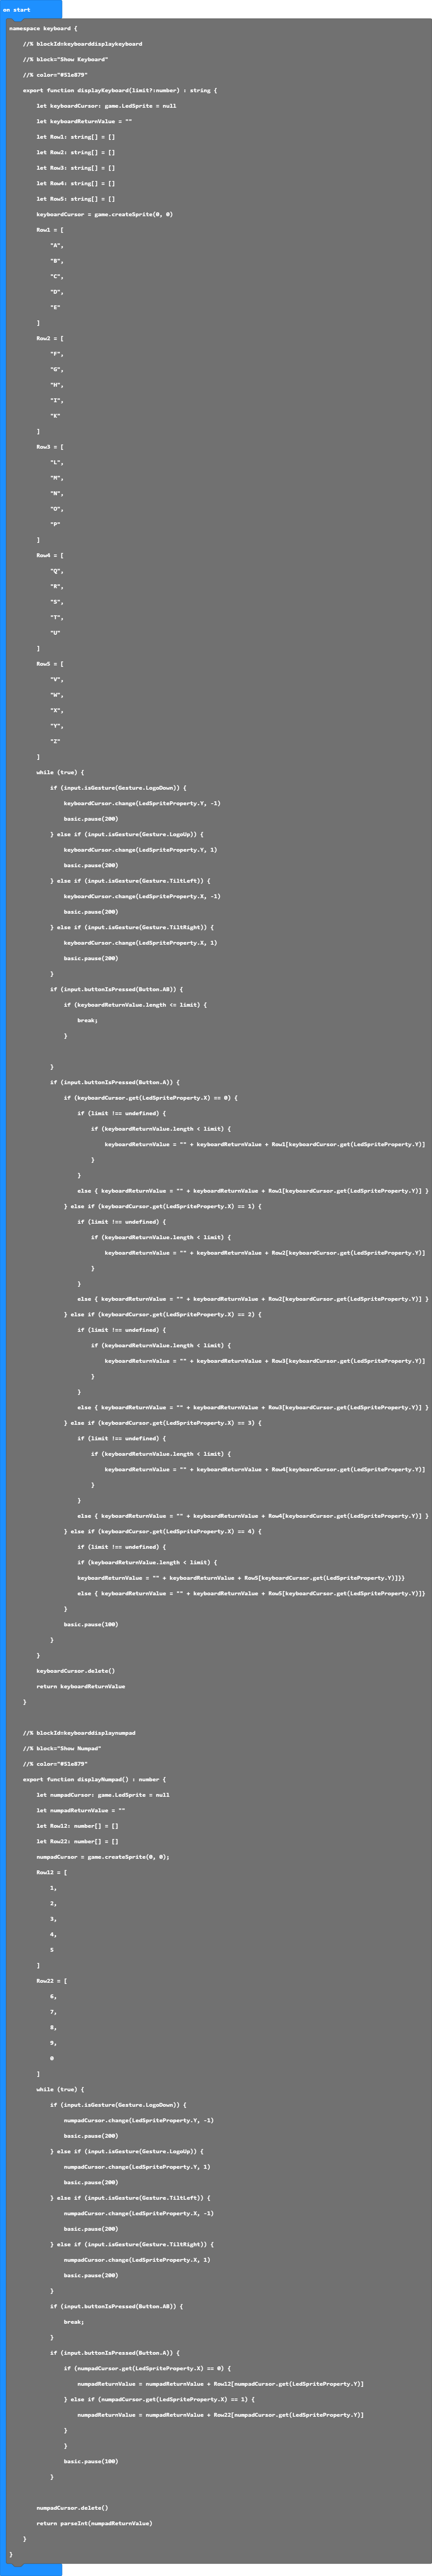 on start
namespace keyboard {
//% blockId=keyboarddisplaykeyboard
//% block="Show Keyboard"
//% color="#51e879"
export function displayKeyboard(limit?:number) : string {
let keyboardCursor: game.LedSprite = null
let keyboardReturnValue = ""
let Row1: string[] = []
let Row2: string[] = []
let Row3: string[] = []
let Row4: string[] = []
let Row5: string[] = []
keyboardCursor = game.createSprite(0, 0)
Row1 = [
"A",
"B",
"C",
"D",
"E"
]
Row2 = [
"F",
"G",
"H",
"I",
"K"
]
Row3 = [
"L",
"M",
"N",
"O",
"P"
]
Row4 = [
"Q",
"R",
"S",
"T",
"U"
]
Row5 = [
"V",
"W",
"X",
"Y",
"Z"
]
while (true) {
if (input.isGesture(Gesture.LogoDown)) {
keyboardCursor.change(LedSpriteProperty.Y, -1)
basic.pause(200)
} else if (input.isGesture(Gesture.LogoUp)) {
keyboardCursor.change(LedSpriteProperty.Y, 1)
basic.pause(200)
} else if (input.isGesture(Gesture.TiltLeft)) {
keyboardCursor.change(LedSpriteProperty.X, -1)
basic.pause(200)
} else if (input.isGesture(Gesture.TiltRight)) {
keyboardCursor.change(LedSpriteProperty.X, 1)
basic.pause(200)
}
if (input.buttonIsPressed(Button.AB)) {
if (keyboardReturnValue.length <= limit) {
break;
}
}
if (input.buttonIsPressed(Button.A)) {
if (keyboardCursor.get(LedSpriteProperty.X) == 0) {
if (limit !== undefined) {
if (keyboardReturnValue.length < limit) {
keyboardReturnValue = "" + keyboardReturnValue + Row1[keyboardCursor.get(LedSpriteProperty.Y)]
}
}
else { keyboardReturnValue = "" + keyboardReturnValue + Row1[keyboardCursor.get(LedSpriteProperty.Y)] }
} else if (keyboardCursor.get(LedSpriteProperty.X) == 1) {
if (limit !== undefined) {
if (keyboardReturnValue.length < limit) {
keyboardReturnValue = "" + keyboardReturnValue + Row2[keyboardCursor.get(LedSpriteProperty.Y)]
}
}
else { keyboardReturnValue = "" + keyboardReturnValue + Row2[keyboardCursor.get(LedSpriteProperty.Y)] }
} else if (keyboardCursor.get(LedSpriteProperty.X) == 2) {
if (limit !== undefined) {
if (keyboardReturnValue.length < limit) {
keyboardReturnValue = "" + keyboardReturnValue + Row3[keyboardCursor.get(LedSpriteProperty.Y)]
}
}
else { keyboardReturnValue = "" + keyboardReturnValue + Row3[keyboardCursor.get(LedSpriteProperty.Y)] }
} else if (keyboardCursor.get(LedSpriteProperty.X) == 3) {
if (limit !== undefined) {
if (keyboardReturnValue.length < limit) {
keyboardReturnValue = "" + keyboardReturnValue + Row4[keyboardCursor.get(LedSpriteProperty.Y)]
}
}
else { keyboardReturnValue = "" + keyboardReturnValue + Row4[keyboardCursor.get(LedSpriteProperty.Y)] }
} else if (keyboardCursor.get(LedSpriteProperty.X) == 4) {
if (limit !== undefined) {
if (keyboardReturnValue.length < limit) {
keyboardReturnValue = "" + keyboardReturnValue + Row5[keyboardCursor.get(LedSpriteProperty.Y)]}}
else { keyboardReturnValue = "" + keyboardReturnValue + Row5[keyboardCursor.get(LedSpriteProperty.Y)]}
}
basic.pause(100)
}
}
keyboardCursor.delete()
return keyboardReturnValue
}
//% blockId=keyboarddisplaynumpad
//% block="Show Numpad"
//% color="#51e879"
export function displayNumpad() : number {
let numpadCursor: game.LedSprite = null
let numpadReturnValue = ""
let Row12: number[] = []
let Row22: number[] = []
numpadCursor = game.createSprite(0, 0);
Row12 = [
1,
2,
3,
4,
5
]
Row22 = [
6,
7,
8,
9,
0
]
while (true) {
if (input.isGesture(Gesture.LogoDown)) {
numpadCursor.change(LedSpriteProperty.Y, -1)
basic.pause(200)
} else if (input.isGesture(Gesture.LogoUp)) {
numpadCursor.change(LedSpriteProperty.Y, 1)
basic.pause(200)
} else if (input.isGesture(Gesture.TiltLeft)) {
numpadCursor.change(LedSpriteProperty.X, -1)
basic.pause(200)
} else if (input.isGesture(Gesture.TiltRight)) {
numpadCursor.change(LedSpriteProperty.X, 1)
basic.pause(200)
}
if (input.buttonIsPressed(Button.AB)) {
break;
}
if (input.buttonIsPressed(Button.A)) {
if (numpadCursor.get(LedSpriteProperty.X) == 0) {
numpadReturnValue = numpadReturnValue + Row12[numpadCursor.get(LedSpriteProperty.Y)]
} else if (numpadCursor.get(LedSpriteProperty.X) == 1) {
numpadReturnValue = numpadReturnValue + Row22[numpadCursor.get(LedSpriteProperty.Y)]
}
}
basic.pause(100)
}
numpadCursor.delete()
return parseInt(numpadReturnValue)
}
}